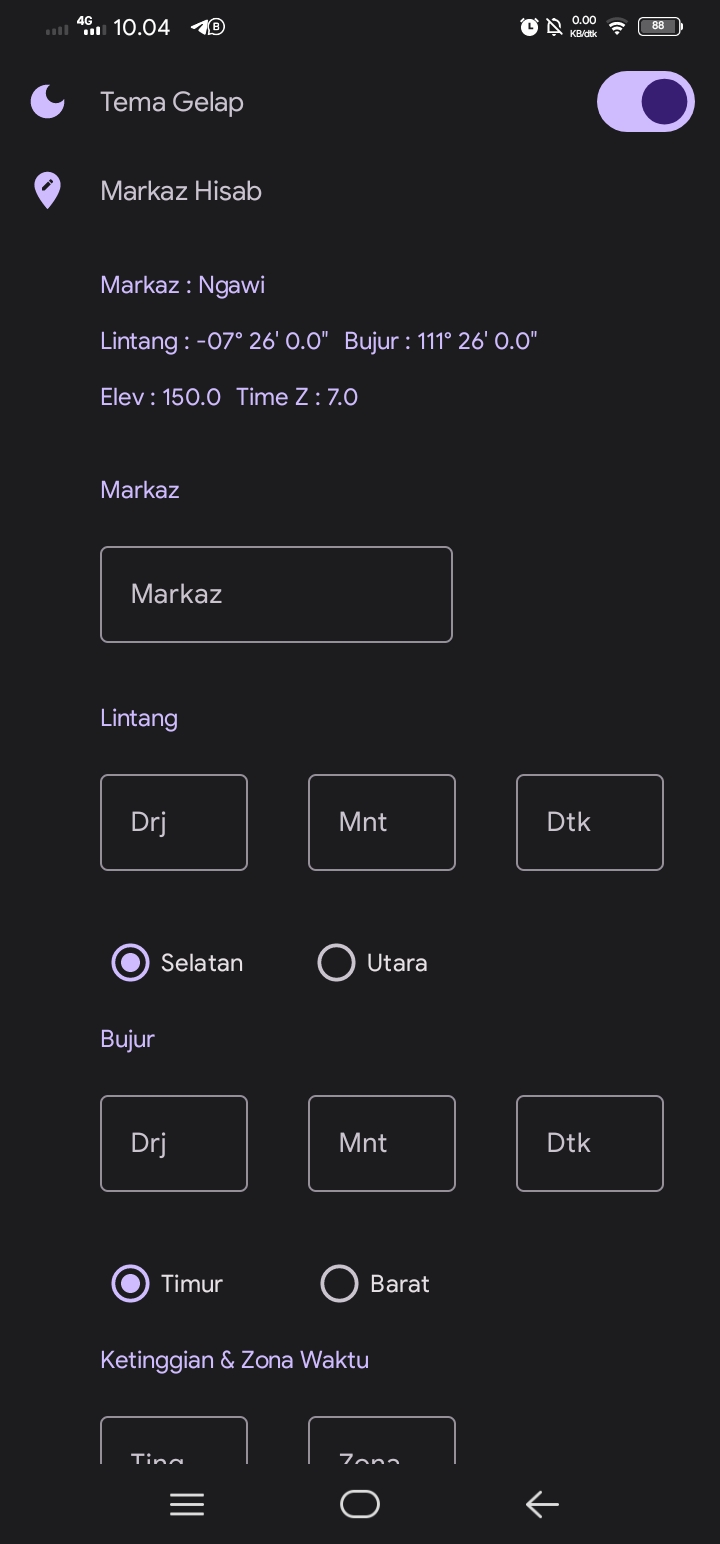 4G 10.04 B 0.00 KB/dtk 88
Tema Gelap
Markaz Hisab
Markaz : Ngawi
Lintang : -07° 26' 0.0" Bujur : 111° 26' 0.0"
Elev : 150.0 Time Z : 7.0
Markaz
Markaz
Lintang
Drj Mnt Dtk
Selatan Utara
Bujur
Drj Mnt Dtk
Timur Barat
Ketinggian & Zona Waktu
Ting Zona